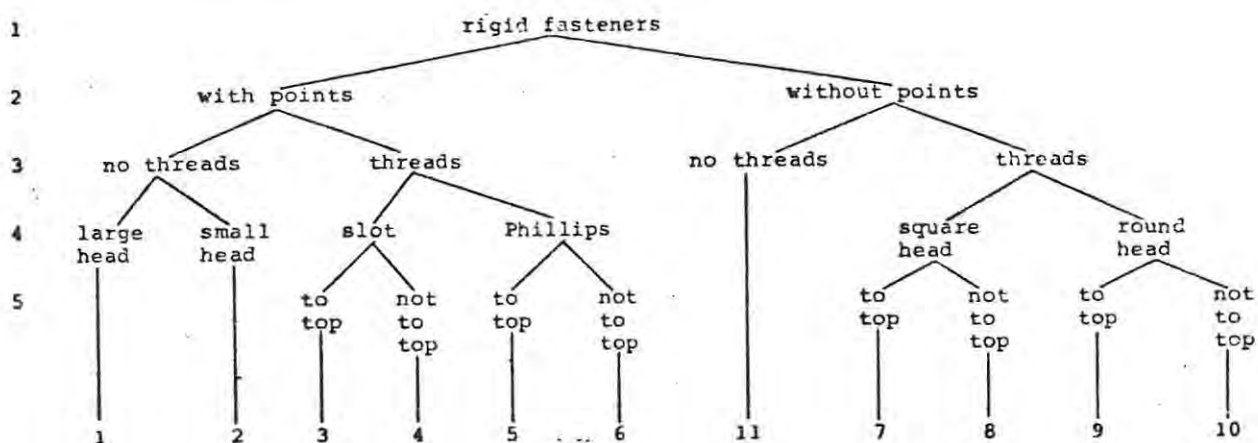 1 rigid fasteners
2 with points without points
3 no threads threads no threads threads
4 large small slot Phillips square round
head head head head
5 to not to not to not to not
top to top to top to top to
top top top top
1 2 3 4 5 6 11 7 8 9 10